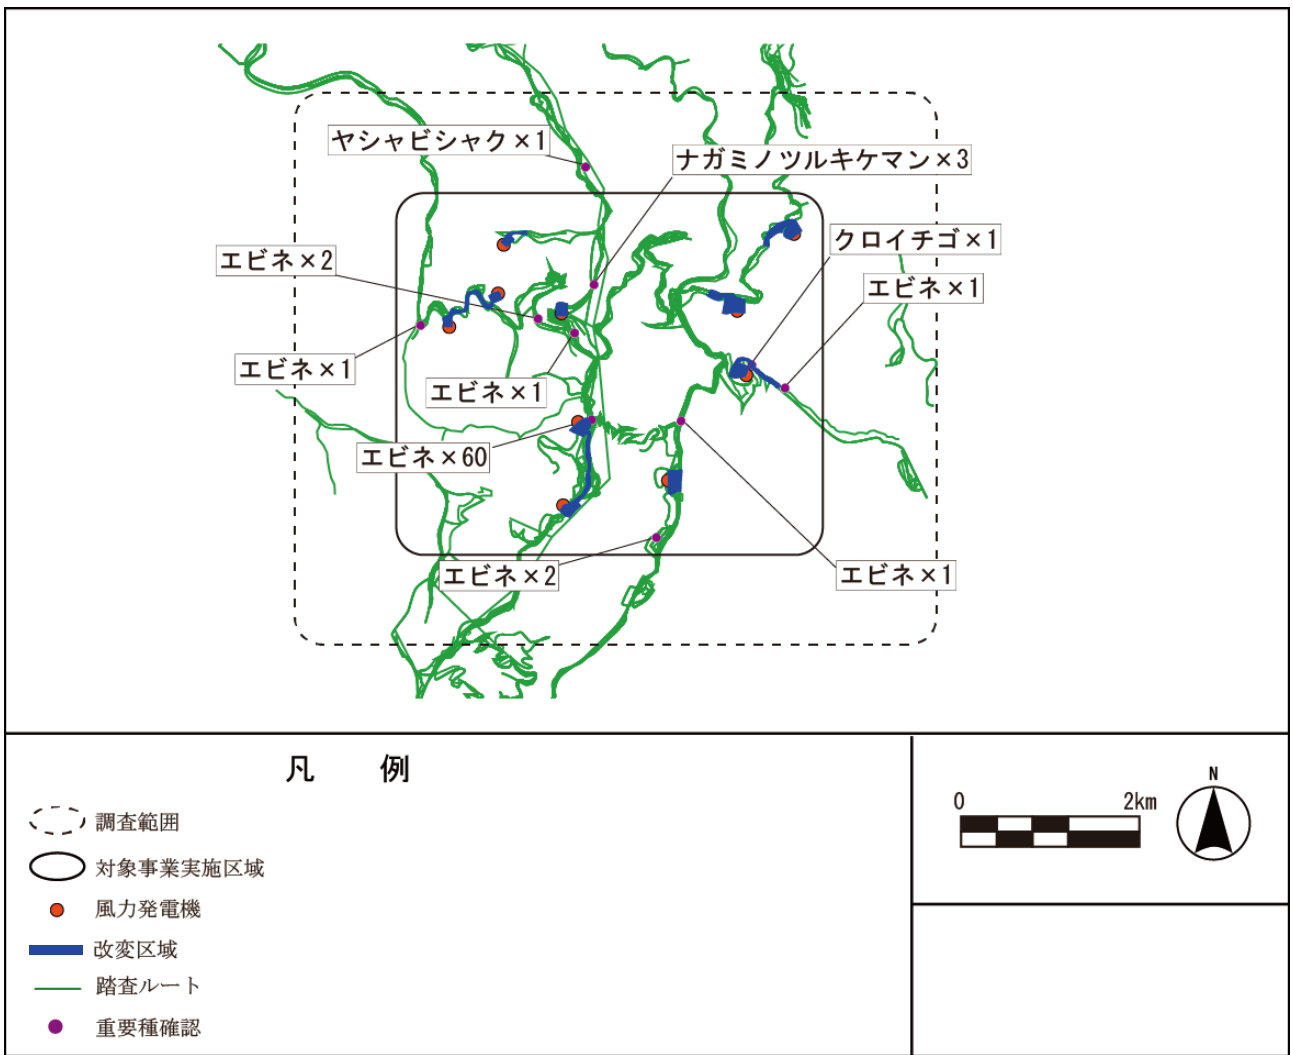 ヤシャビシャク×1
ナガミノツルキケマン×3
クロイチゴ×1
エビネ×2
エビネ×1
エビネ×1
エビネ×1
エビネ×60
エビネ×2
エビネ×1
凡 例
調査範囲
対象事業実施区域
風力発電機
改変区域
踏査ルート
重要種確認
0 2km
N